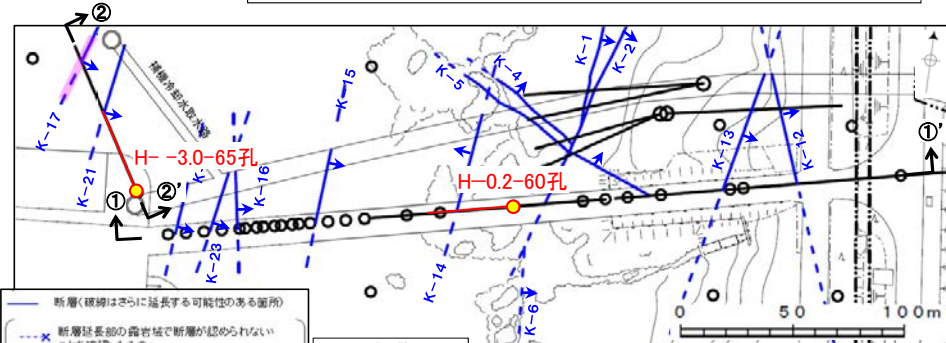 ②
K-1
K-2
K-4
K-5
K-15
補機冷却水取水路
K-17
K-21
H- -3.0-65孔
K-
K-16
H-0.2-60孔
K-13
K-12
①'
①
②'
K-23
K-14
K-6
0 50 100m
断層(破線はさらに延長する可能性のある箇所)
断層延長部の露岩域で断層が認められない